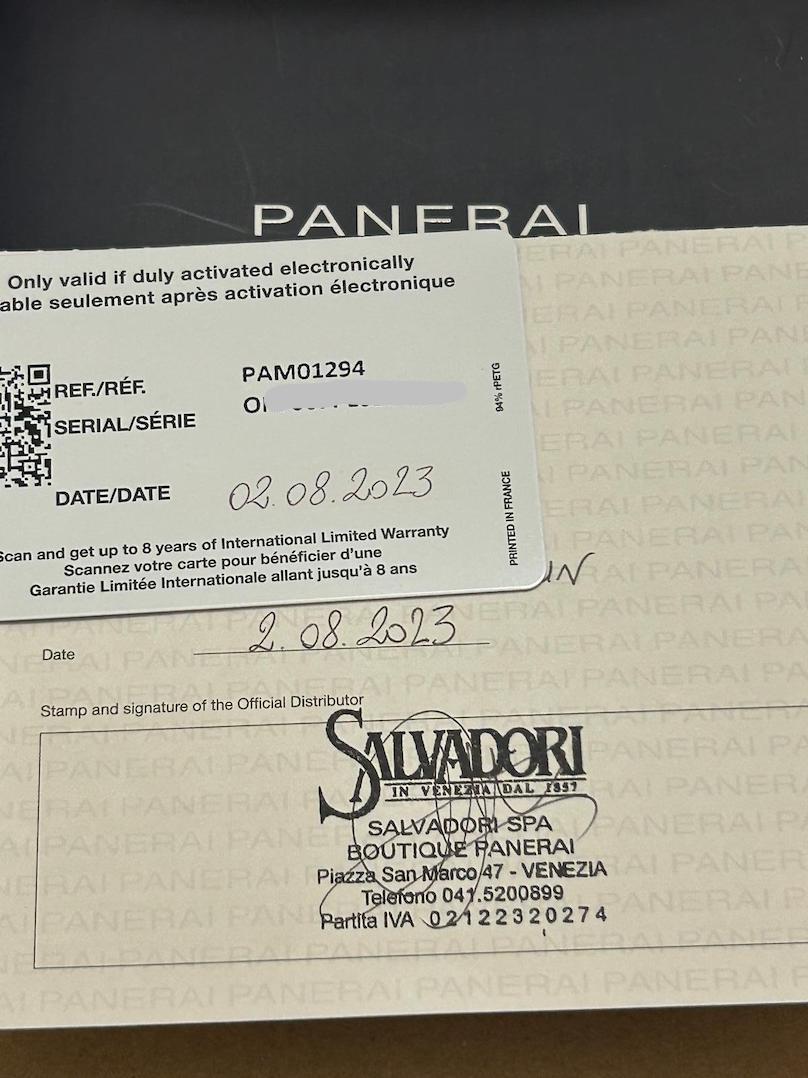 PANERAI
Only valid if duly activated electronically
able seulement après activation électronique
REF./RÉF. PAM01294
SERIAL/SÉRIE
DATE/DATE 02.08.2023
94% rPETG
PRINTED IN FRANCE
Scan and get up to 8 years of International Limited Warranty
Scannez votre carte pour bénéficier d'une
Garantie Limitée Internationale allant jusqu'à 8 ans
Date 2.08.2023
Stamp and signature of the Official Distributor
SALVADORI
IN VENEZIA DAL 1857
SALVADORI SPA
BOUTIQUE PANERAI
Piazza San Marco 47 - VENEZIA
Telefono 041.5200899
Partita IVA 02122320274